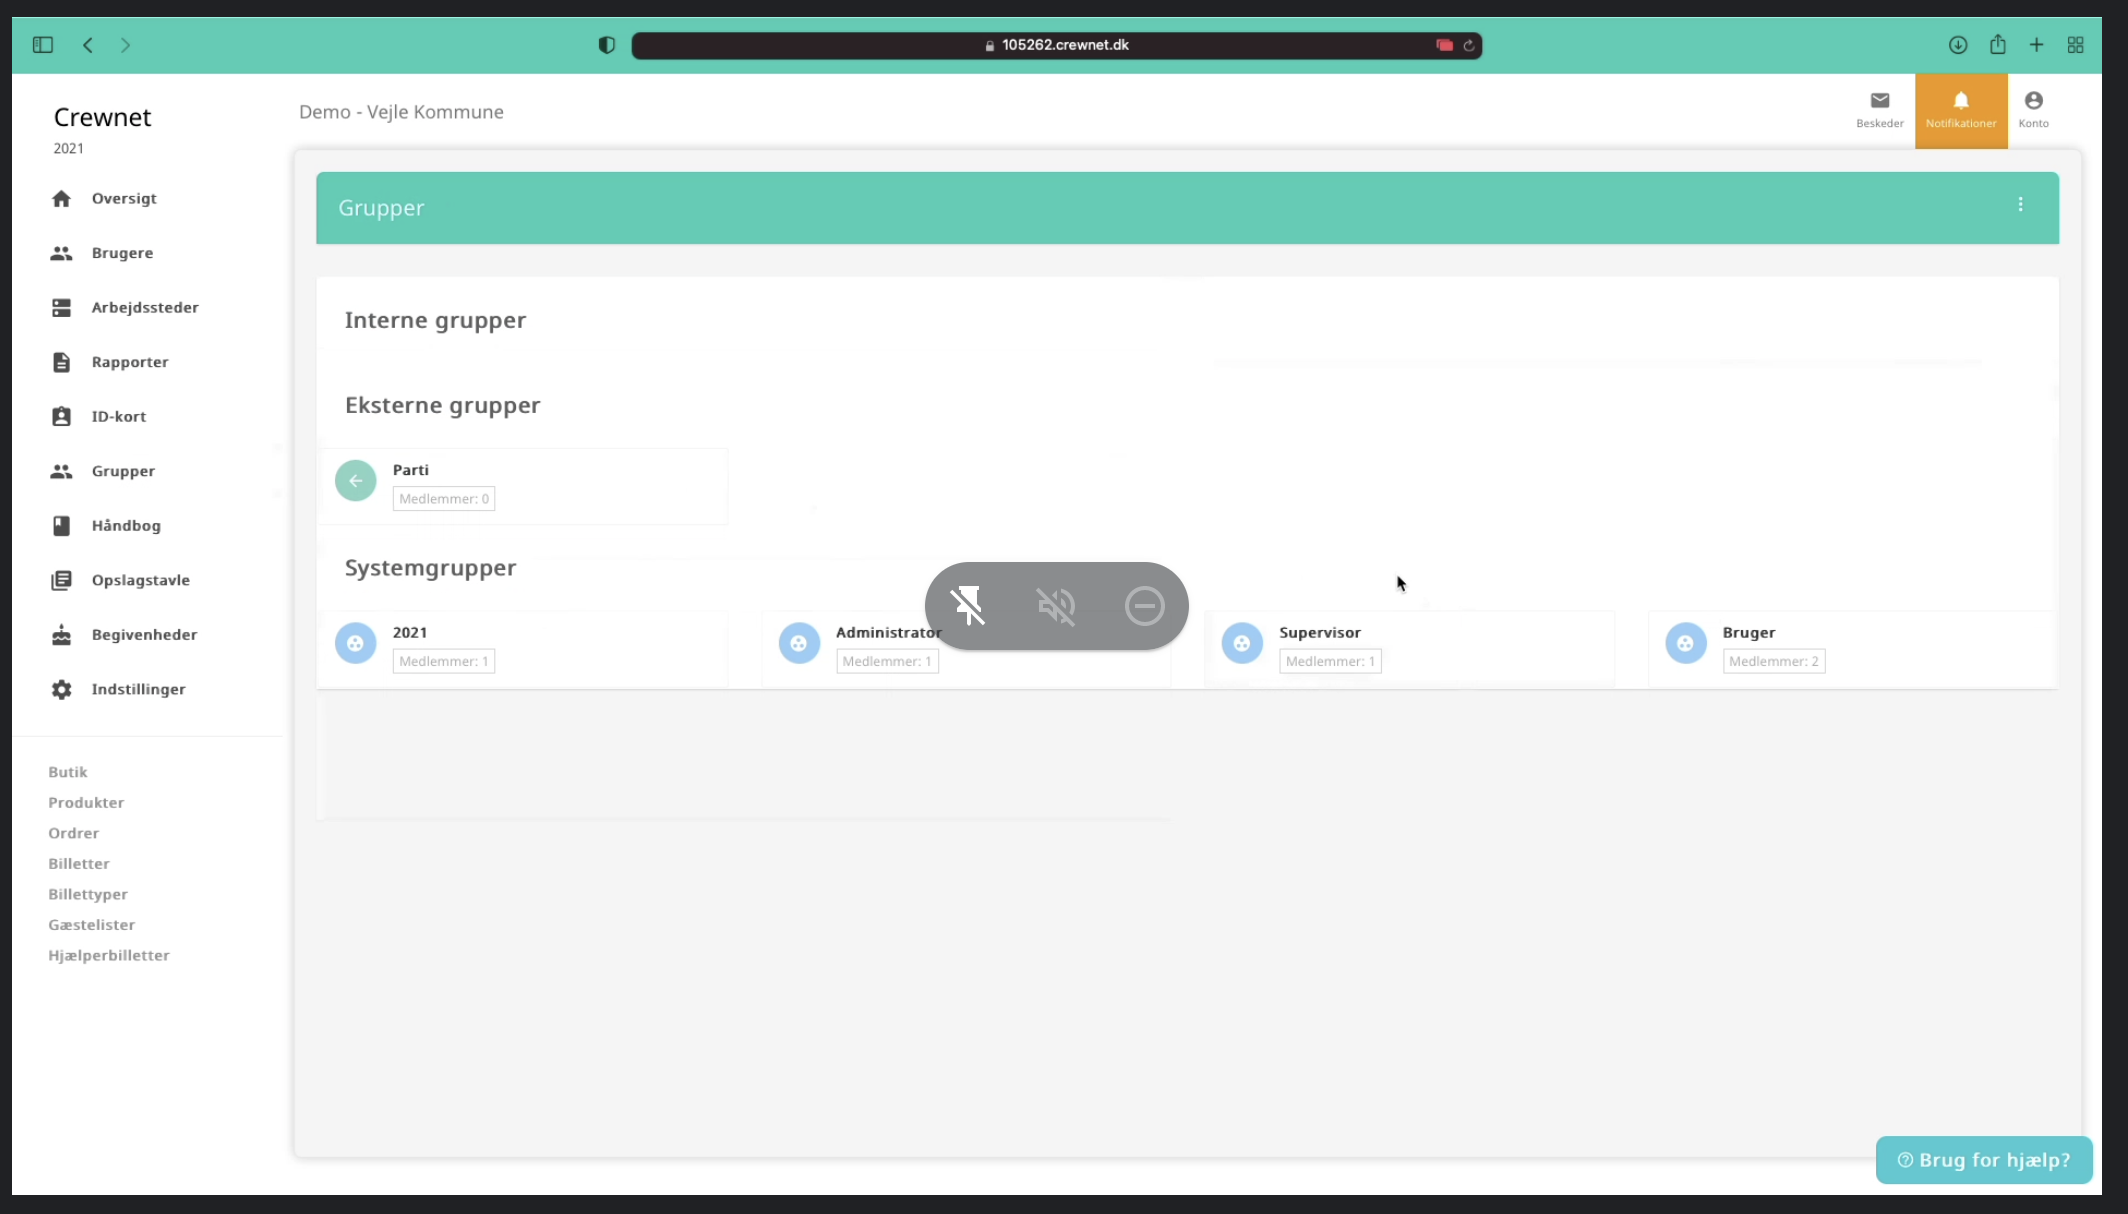 105262.crewnet.dk
Crewnet
2021
Demo - Vejle Kommune
Beskeder
Notifikationer
Konto
Oversigt
Brugere
Arbejdssteder
Rapporter
ID-kort
Grupper
Håndbog
Opslagstavle
Begivenheder
Indstillinger
Butik
Produkter
Ordrer
Billetter
Billettyper
Gæstelister
Hjælperbilletter
Grupper
Interne grupper
Eksterne grupper
Parti
Medlemmer: 0
Systemgrupper
2021
Medlemmer: 1
Administrator
Medlemmer: 1
Supervisor
Medlemmer: 1
Bruger
Medlemmer: 2
Brug for hjælp?